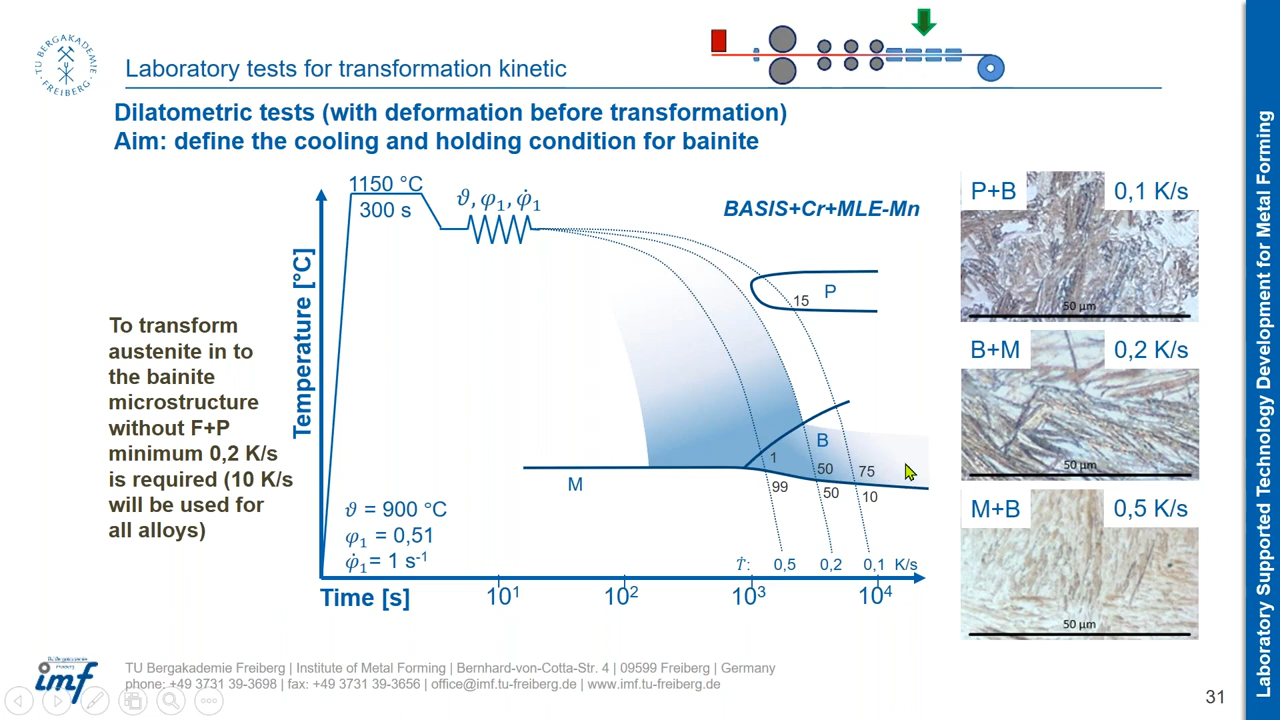 TU BERGAKADEMIE
FREIBERG
Laboratory tests for transformation kinetic
Dilatometric tests (with deformation before transformation)
Aim: define the cooling and holding condition for bainite
To transform
austenite in to
the bainite
microstructure
without F+P
minimum 0,2 K/s
is required (10 K/s
will be used for
all alloys)
Temperature [°C]
1150 °C
300 s
ϑ, φ₁, φ̇₁
BASIS+Cr+MLE-Mn
P
15
B
1
50
75
M
99
50
10
ϑ = 900 °C
φ₁ = 0,51
φ̇₁= 1 s⁻¹
Ṫ: 0,5 0,2 0,1 K/s
Time [s] 10¹ 10² 10³ 10⁴
P+B 0,1 K/s
50 µm
B+M 0,2 K/s
50 µm
M+B 0,5 K/s
50 µm
Laboratory Supported Technology Development for Metal Forming
TU Bergakademie
Freiberg
imf
TU Bergakademie Freiberg | Institute of Metal Forming | Bernhard-von-Cotta-Str. 4 | 09599 Freiberg | Germany
phone: +49 3731 39-3698 | fax: +49 3731 39-3656 | office@imf.tu-freiberg.de | www.imf.tu-freiberg.de
31